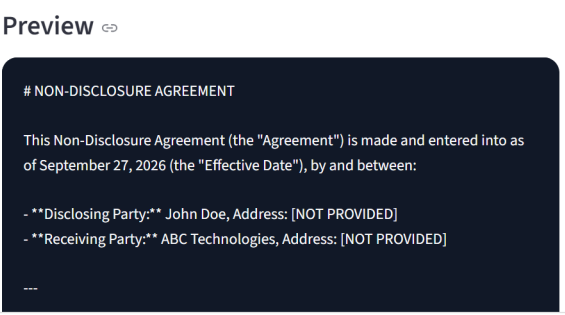 Preview
# NON-DISCLOSURE AGREEMENT
This Non-Disclosure Agreement (the "Agreement") is made and entered into as
of September 27, 2026 (the "Effective Date"), by and between:
- **Disclosing Party:** John Doe, Address: [NOT PROVIDED]
- **Receiving Party:** ABC Technologies, Address: [NOT PROVIDED]
---